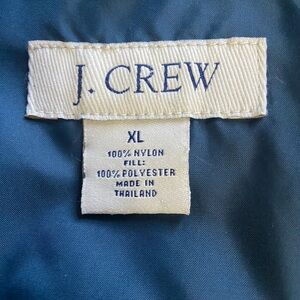 J. CREW
XL
100% NYLON
FILL:
100% POLYESTER
MADE IN
THAILAND